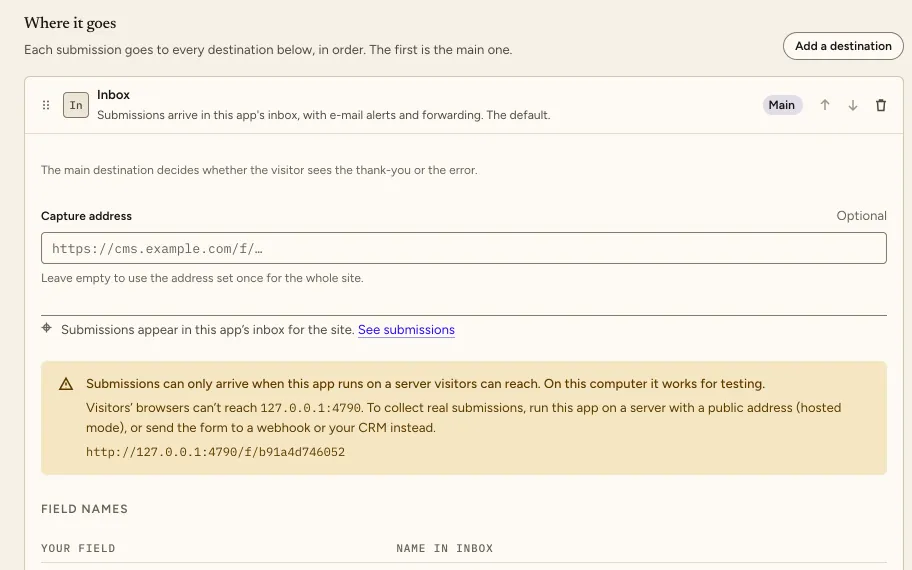 Where it goes
Each submission goes to every destination below, in order. The first is the main one.
Add a destination
In
Inbox
Submissions arrive in this app's inbox, with e-mail alerts and forwarding. The default.
Main
The main destination decides whether the visitor sees the thank-you or the error.
Capture address
Optional
https://cms.example.com/f/…
Leave empty to use the address set once for the whole site.
Submissions appear in this app’s inbox for the site. See submissions
Submissions can only arrive when this app runs on a server visitors can reach. On this computer it works for testing.
Visitors’ browsers can’t reach 127.0.0.1:4790. To collect real submissions, run this app on a server with a public address (hosted
mode), or send the form to a webhook or your CRM instead.
http://127.0.0.1:4790/f/b91a4d746052
FIELD NAMES
YOUR FIELD
NAME IN INBOX